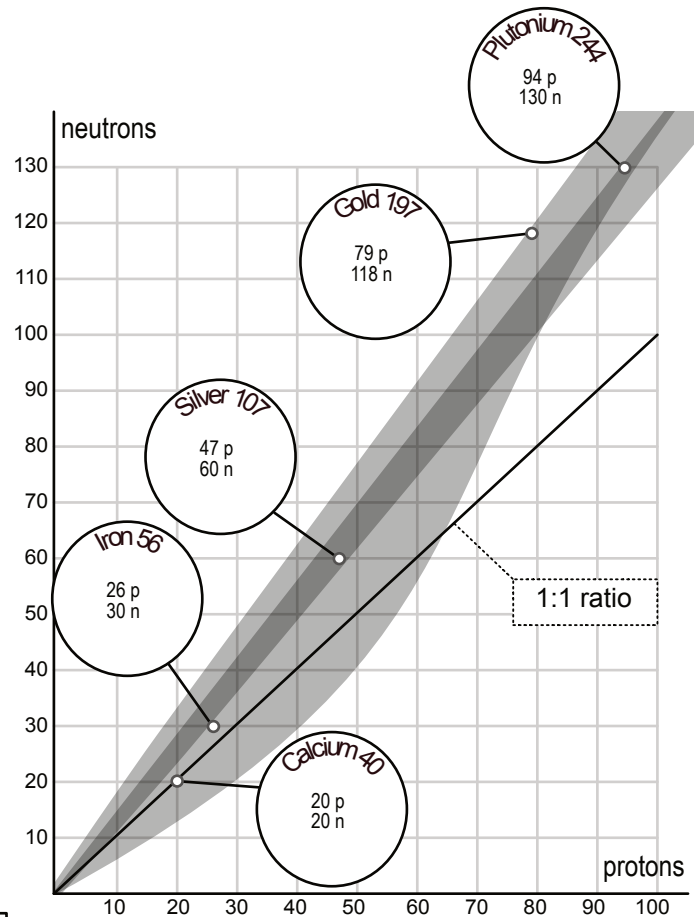 Plutonium 244
94 p
130 n
neutrons
130
Gold 197
120
79 p
118 n
110
100
90
Silver 107
80
47 p
60 n
70
Iron 56
60
1:1 ratio
26 p
30 n
50
40
30
Calcium 40
20
20 p
20 n
10
protons
10 20 30 40 50 60 70 80 90 100